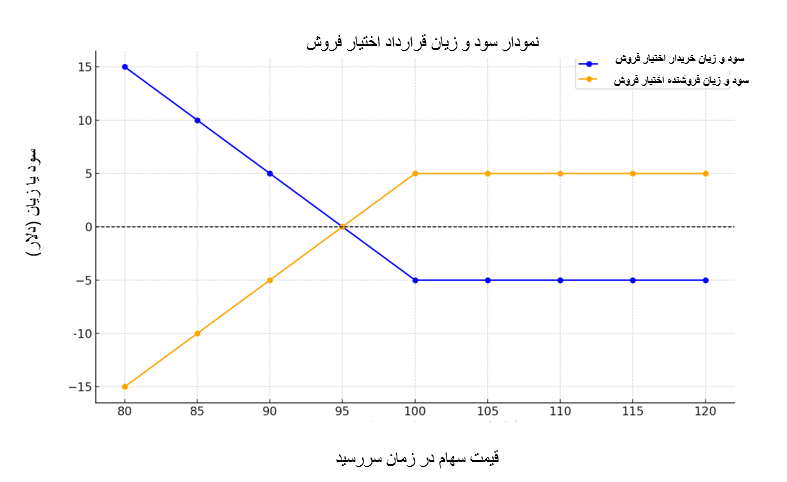 نمودار سود و زیان قرارداد اختیار فروش
سود و زیان خریدار اختیار فروش
سود و زیان فروشنده اختیار فروش
سود یا زیان (دلار)
15
10
5
0
−5
-10
−15
80 85 90 95 100 105 110 115 120
قیمت سهام در زمان سررسید